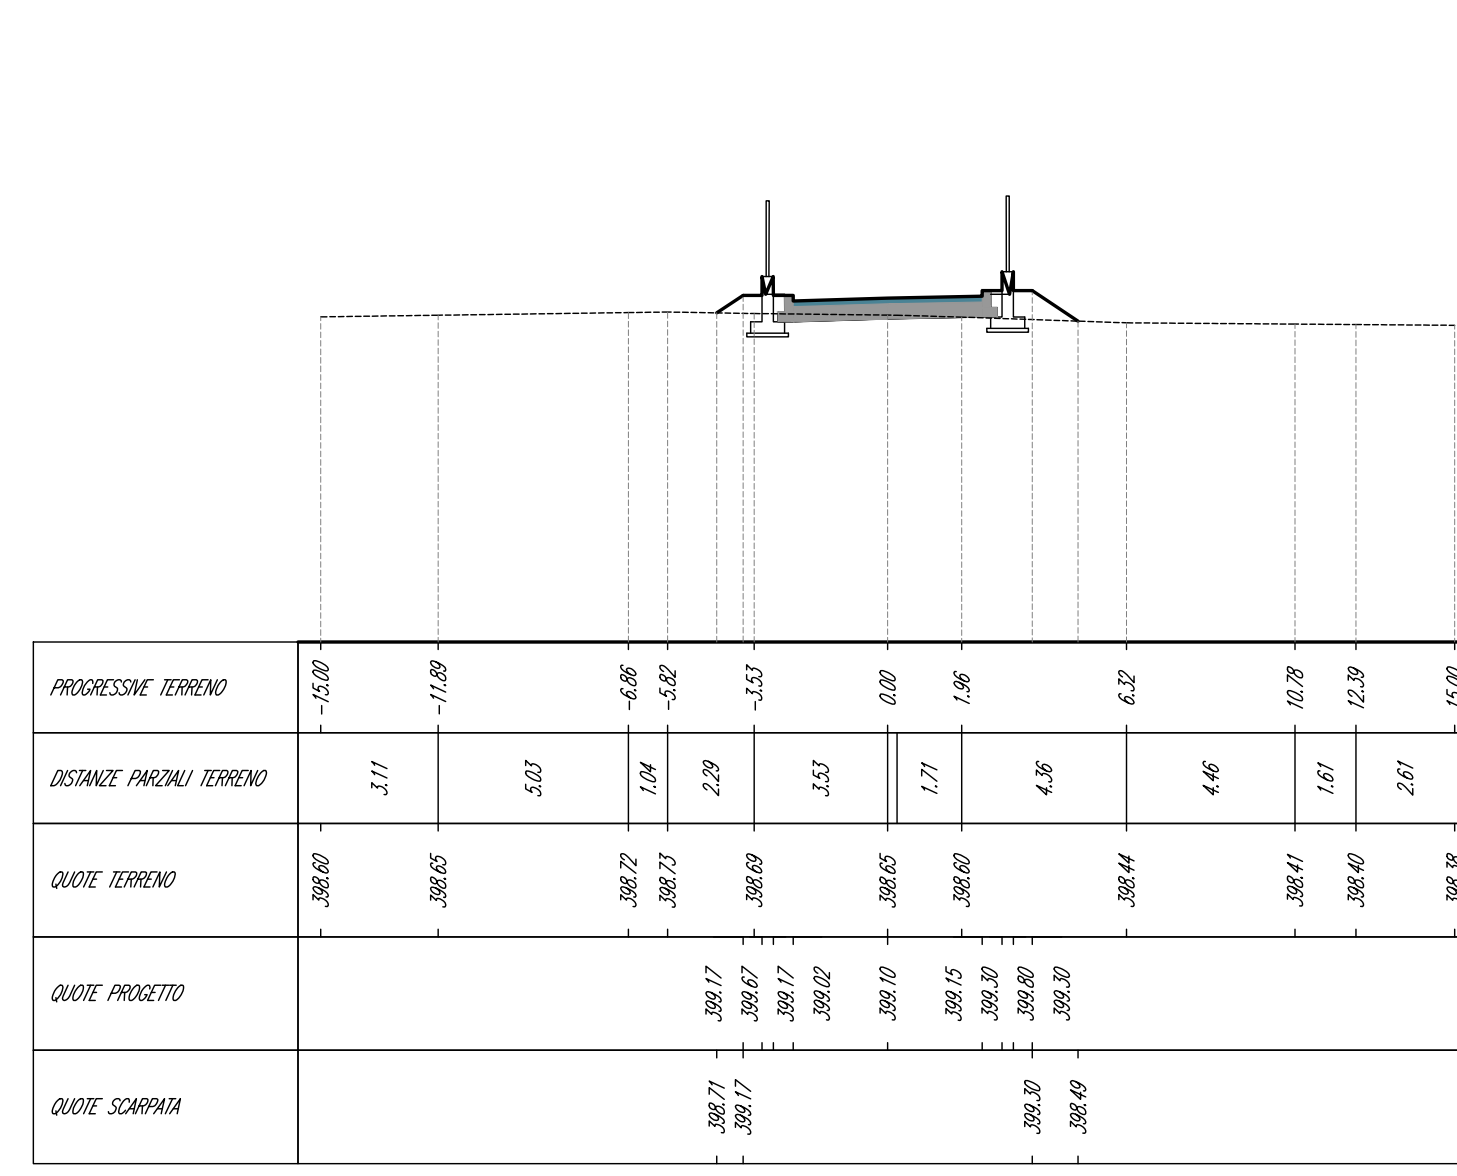 PROGRESSIVE TERRENO -15.00 -11.89 -6.86 -5.82 -3.53 0.00 1.96 6.32 10.78 12.39 15.00
DISTANZE PARZIALI TERRENO 3.11 5.03 1.04 2.29 3.53 1.71 4.36 4.46 1.61 2.61
QUOTE TERRENO 398.60 398.65 398.72 398.73 398.69 398.65 398.60 398.44 398.41 398.40 398.38
QUOTE PROGETTO 399.17 399.67 399.17 399.02 399.10 399.15 399.30 399.80 399.30
QUOTE SCARPATA 398.71 399.17 399.30 398.49